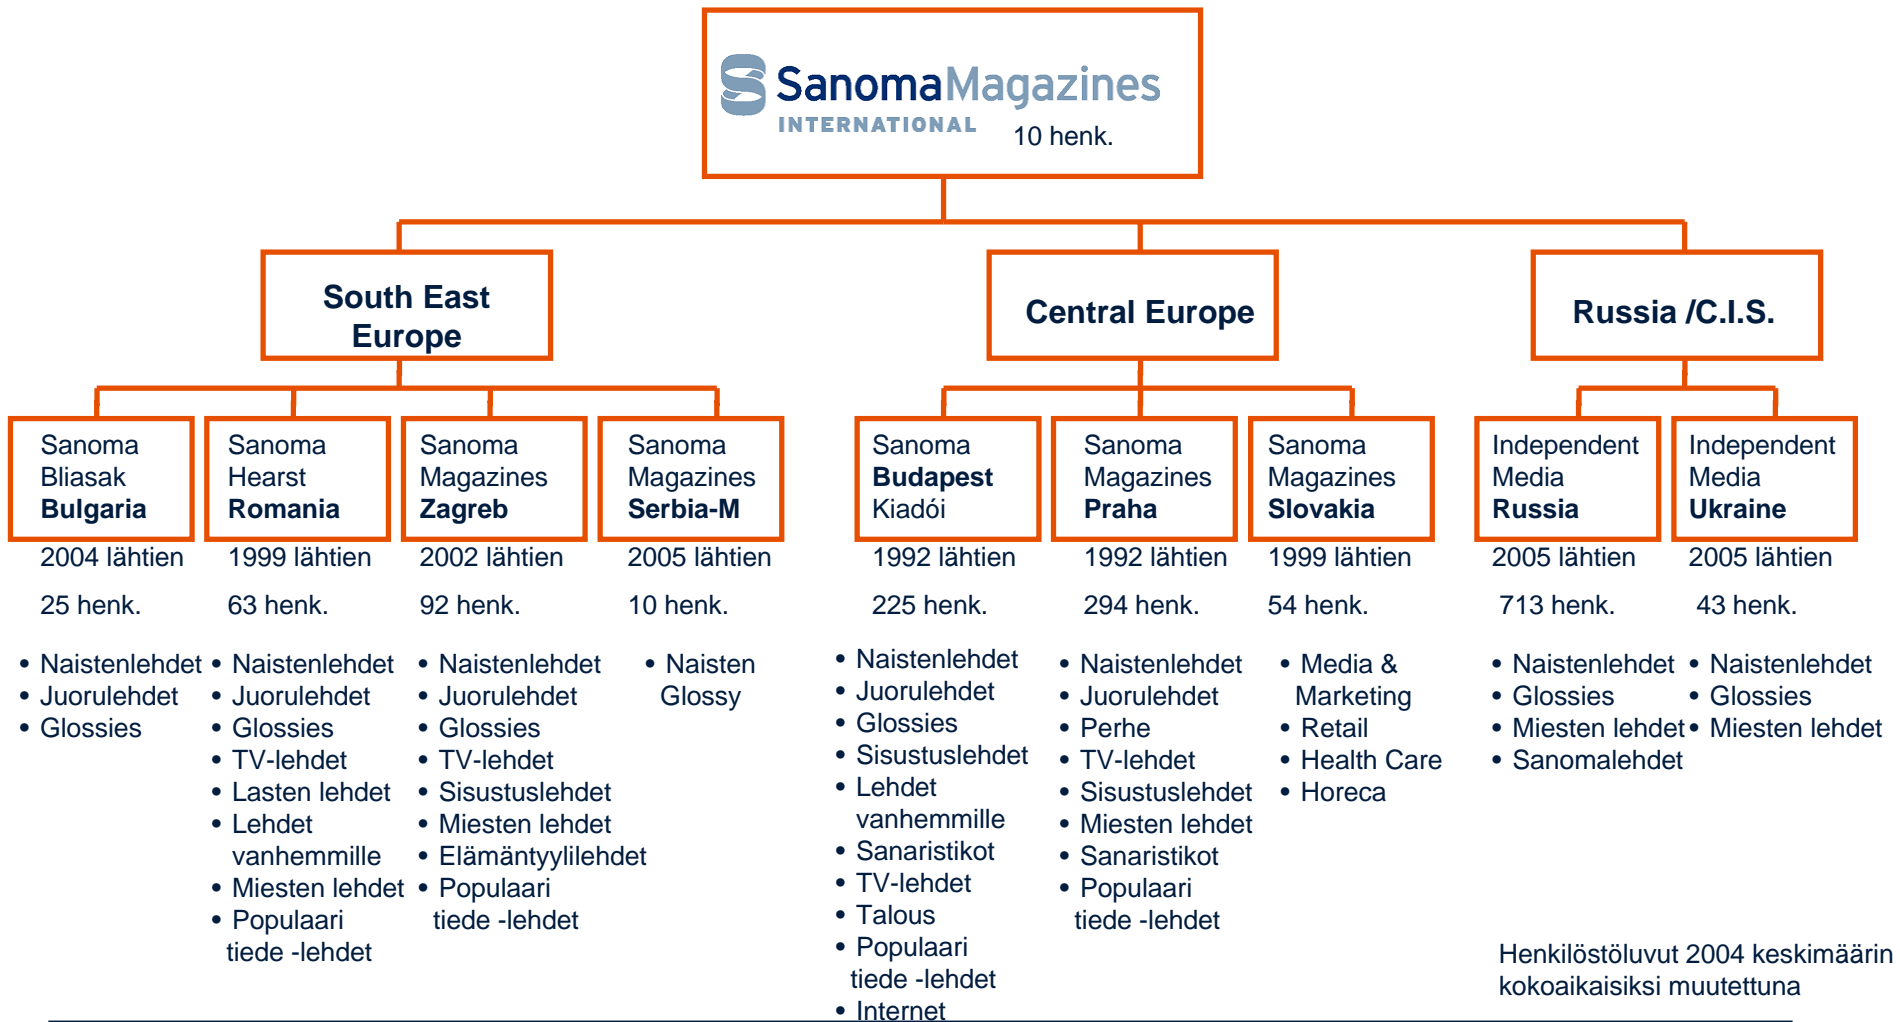 SanomaMagazines
INTERNATIONAL
10 henk.
South East
Europe
Central Europe
Russia /C.I.S.
Sanoma
Bliasak
Bulgaria
2004 lähtien
25 henk.
• Naistenlehdet
• Juorulehdet
• Glossies
Sanoma
Hearst
Romania
1999 lähtien
63 henk.
• Naistenlehdet
• Juorulehdet
• Glossies
• TV-lehdet
• Lasten lehdet
• Lehdet
vanhemmille
• Miesten lehdet
• Populaari
tiede -lehdet
Sanoma
Magazines
Zagreb
2002 lähtien
92 henk.
• Naistenlehdet
• Juorulehdet
• Glossies
• TV-lehdet
• Sisustuslehdet
• Miesten lehdet
• Elämäntyylilehdet
• Populaari
tiede -lehdet
Sanoma
Magazines
Serbia-M
2005 lähtien
10 henk.
• Naisten
Glossy
Sanoma
Budapest
Kiadói
1992 lähtien
225 henk.
• Naistenlehdet
• Juorulehdet
• Glossies
• Sisustuslehdet
• Lehdet
vanhemmille
• Sanaristikot
• TV-lehdet
• Talous
• Populaari
tiede -lehdet
• Internet
Sanoma
Magazines
Praha
1992 lähtien
294 henk.
• Naistenlehdet
• Juorulehdet
• Perhe
• TV-lehdet
• Sisustuslehdet
• Miesten lehdet
• Sanaristikot
• Populaari
tiede -lehdet
Sanoma
Magazines
Slovakia
1999 lähtien
54 henk.
• Media &
Marketing
• Retail
• Health Care
• Horeca
Independent
Media
Russia
2005 lähtien
713 henk.
• Naistenlehdet
• Glossies
• Miesten lehdet
• Sanomalehdet
Independent
Media
Ukraine
2005 lähtien
43 henk.
• Naistenlehdet
• Glossies
• Miesten lehdet
Henkilöstöluvut 2004 keskimäärin
kokoaikaisiksi muutettuna